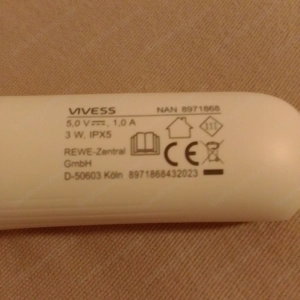 VIVESS NAN 8971868
5,0 V⎓, 1,0 A
3 W, IPX5
REWE-Zentral
GmbH
D-50603 Köln 8971868432023